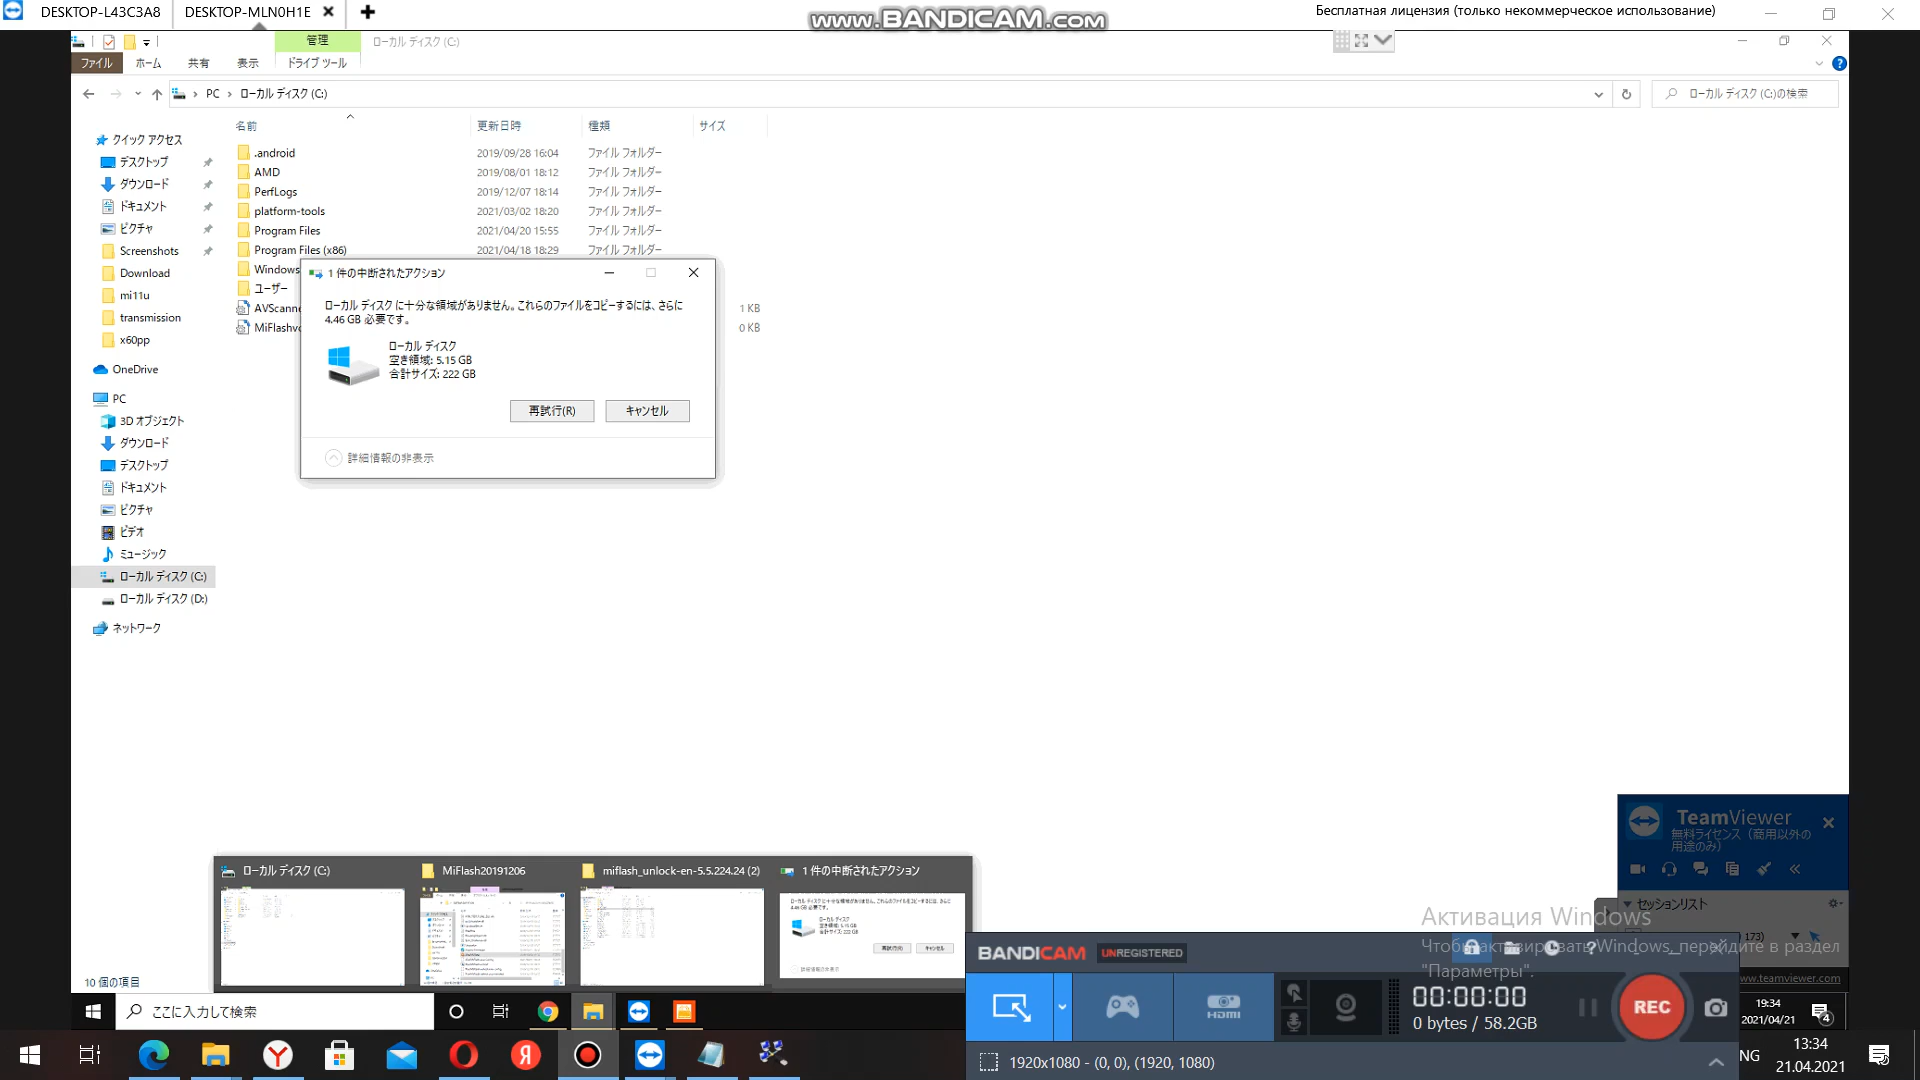 DESKTOP-L43C3A8
DESKTOP-MLN0H1E
www.BANDICAM.com
Бесплатная лицензия (только некоммерческое использование)
管理
ローカル ディスク (C:)
ファイル
ホーム
共有
表示
ドライブ ツール
PC
ローカル ディスク (C:)
ローカル ディスク (C:)の検索
名前
更新日時
種類
サイズ
クイック アクセス
デスクトップ
ダウンロード
ドキュメント
ピクチャ
Screenshots
Download
mi11u
transmission
x60pp
OneDrive
PC
3D オブジェクト
ダウンロード
デスクトップ
ドキュメント
ピクチャ
ビデオ
ミュージック
ローカル ディスク (C:)
ローカル ディスク (D:)
ネットワーク
.android 2019/09/28 16:04 ファイル フォルダー
AMD 2019/08/01 18:12 ファイル フォルダー
PerfLogs 2019/12/07 18:14 ファイル フォルダー
platform-tools 2021/03/02 18:20 ファイル フォルダー
Program Files 2021/04/20 15:55 ファイル フォルダー
Program Files (x86) 2021/04/18 18:29 ファイル フォルダー
Windows
ユーザー
AVScanne 1 KB
MiFlashvc 0 KB
1 件の中断されたアクション
ローカル ディスク に十分な領域がありません。これらのファイルをコピーするには、さらに
4.46 GB 必要です。
ローカル ディスク
空き領域: 5.15 GB
合計サイズ: 222 GB
再試行(R)
キャンセル
詳細情報の非表示
10 個の項目
ローカル ディスク (C:)
MiFlash20191206
miflash_unlock-en-5.5.224.24 (2)
1 件の中断されたアクション
TeamViewer
無料ライセンス (商用以外の
用途のみ)
セッションリスト
173)
www.teamviewer.com
Активация Windows
Чтобы активировать Windows, перейдите в раздел
"Параметры".
BANDICAM
UNREGISTERED
HDMI
00:00:00
0 bytes / 58.2GB
REC
1920x1080 - (0, 0), (1920, 1080)
ここに入力して検索
19:34
2021/04/21
4
NG
13:34
21.04.2021